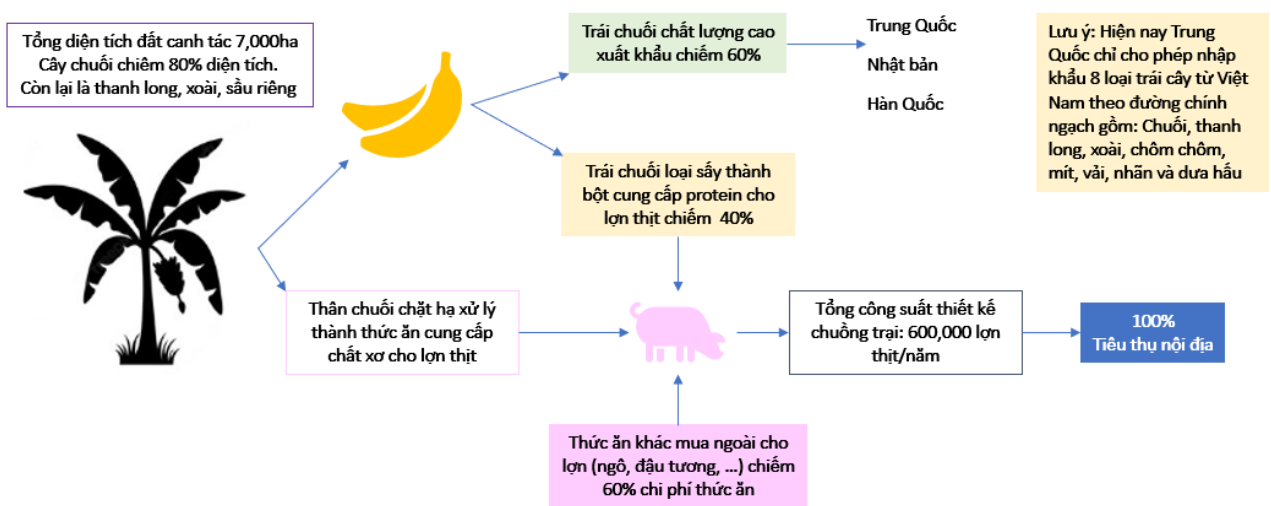 Tổng diện tích đất canh tác 7,000ha
Cây chuối chiếm 80% diện tích.
Còn lại là thanh long, xoài, sầu riêng
Trái chuối chất lượng cao
xuất khẩu chiếm 60%
Trung Quốc
Nhật bản
Hàn Quốc
Lưu ý: Hiện nay Trung
Quốc chỉ cho phép nhập
khẩu 8 loại trái cây từ Việt
Nam theo đường chính
ngạch gồm: Chuối, thanh
long, xoài, chôm chôm,
mít, vải, nhãn và dưa hấu
Trái chuối loại sấy thành
bột cung cấp protein cho
lợn thịt chiếm 40%
Thân chuối chặt hạ xử lý
thành thức ăn cung cấp
chất xơ cho lợn thịt
Tổng công suất thiết kế
chuồng trại: 600,000 lợn
thịt/năm
100%
Tiêu thụ nội địa
Thức ăn khác mua ngoài cho
lợn (ngô, đậu tương, ...) chiếm
60% chi phí thức ăn